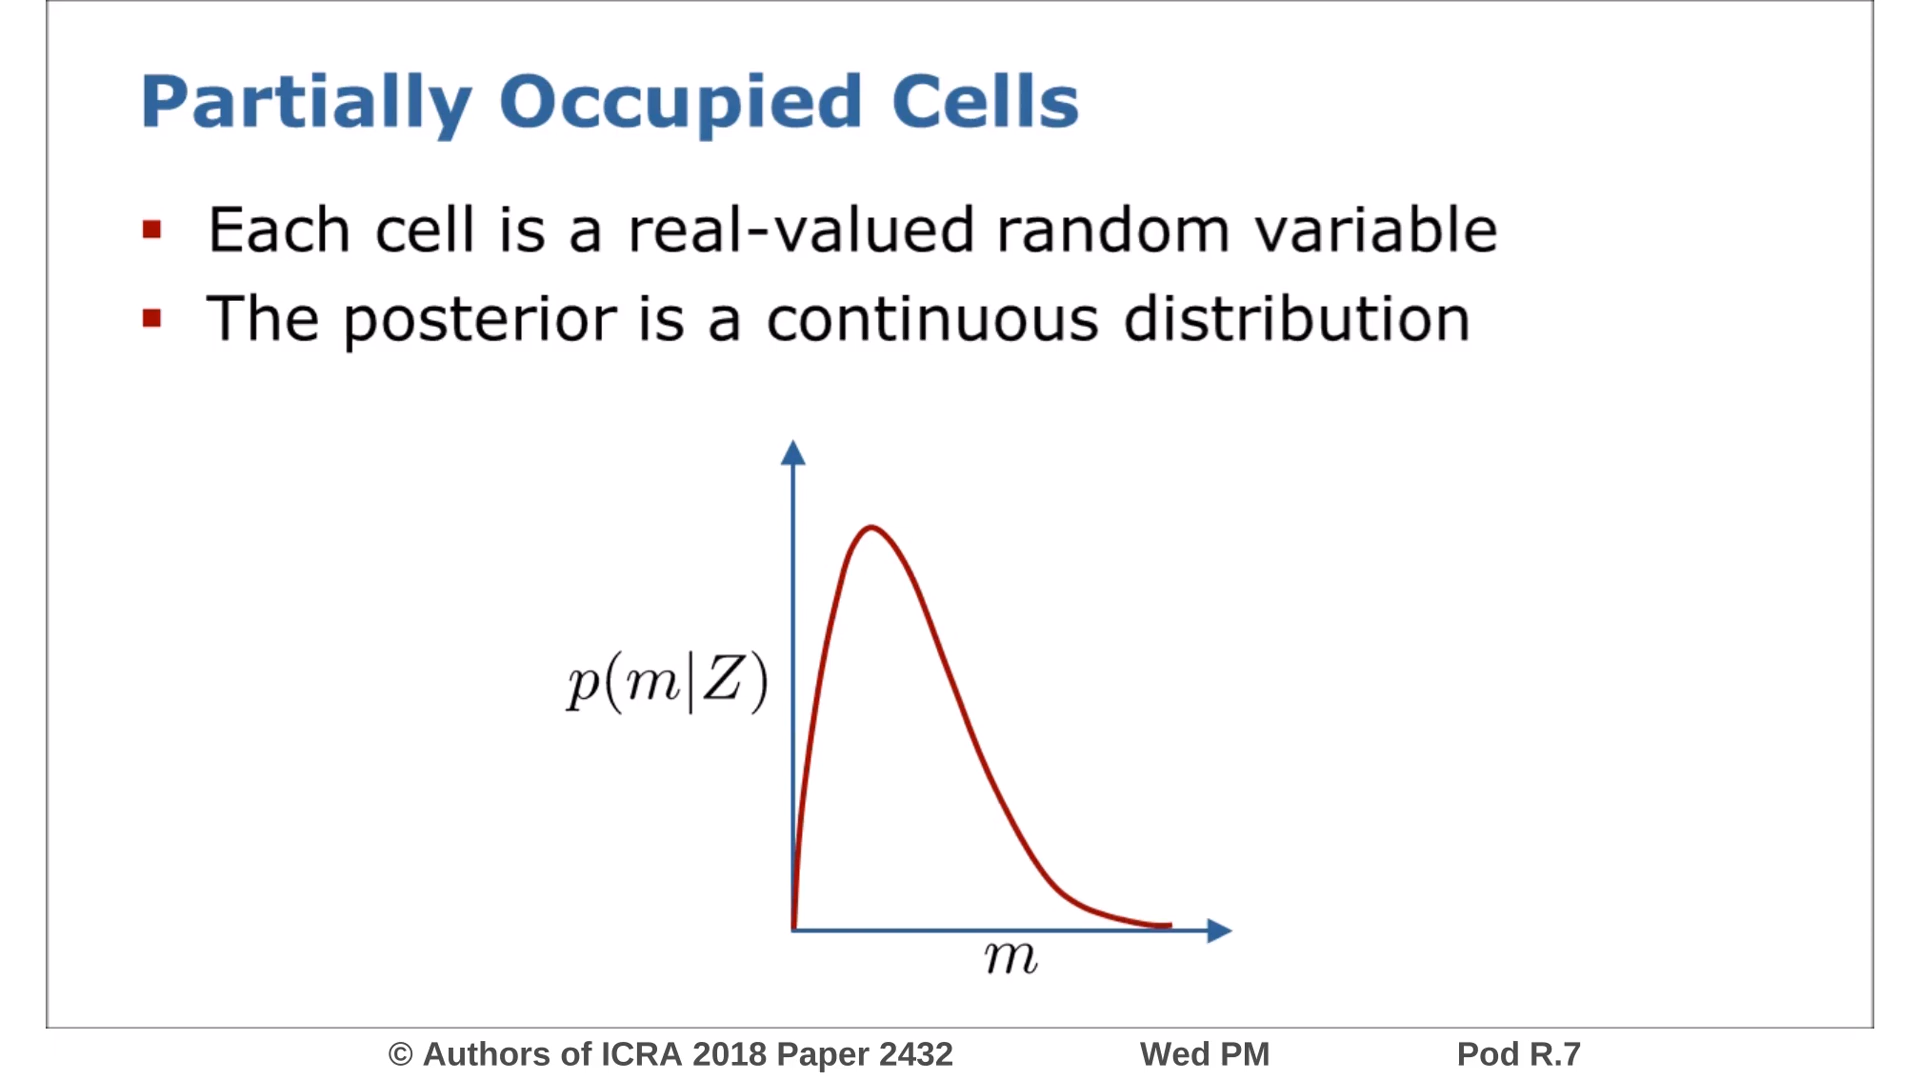 Partially Occupied Cells
Each cell is a real-valued random variable
The posterior is a continuous distribution
p(m|Z)
m
© Authors of ICRA 2018 Paper 2432 Wed PM Pod R.7